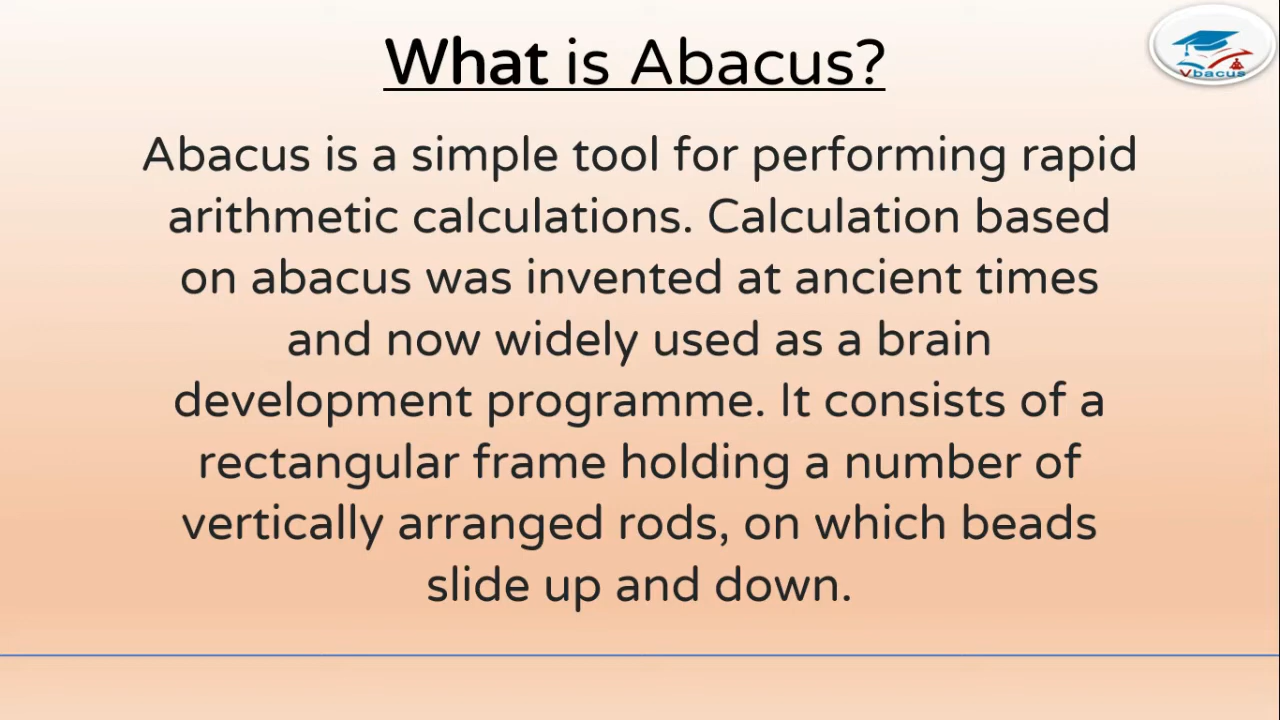 What is Abacus?
Vbacus
Abacus is a simple tool for performing rapid
arithmetic calculations. Calculation based
on abacus was invented at ancient times
and now widely used as a brain
development programme. It consists of a
rectangular frame holding a number of
vertically arranged rods, on which beads
slide up and down.